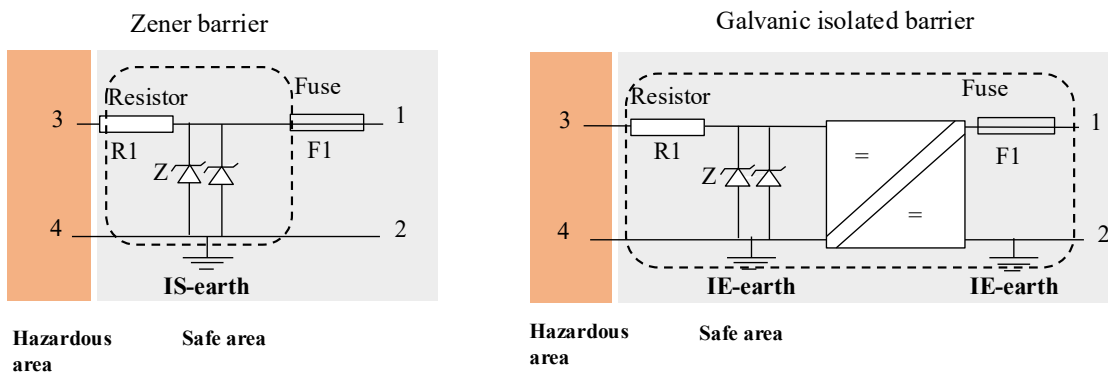 Zener barrier
Fuse
Resistor
3
1
R1
F1
Z
4
2
IS-earth
Hazardous
area
Safe area
Galvanic isolated barrier
Resistor
Fuse
3
1
R1
F1
=
Z
=
4
2
IE-earth
IE-earth
Hazardous
area
Safe area